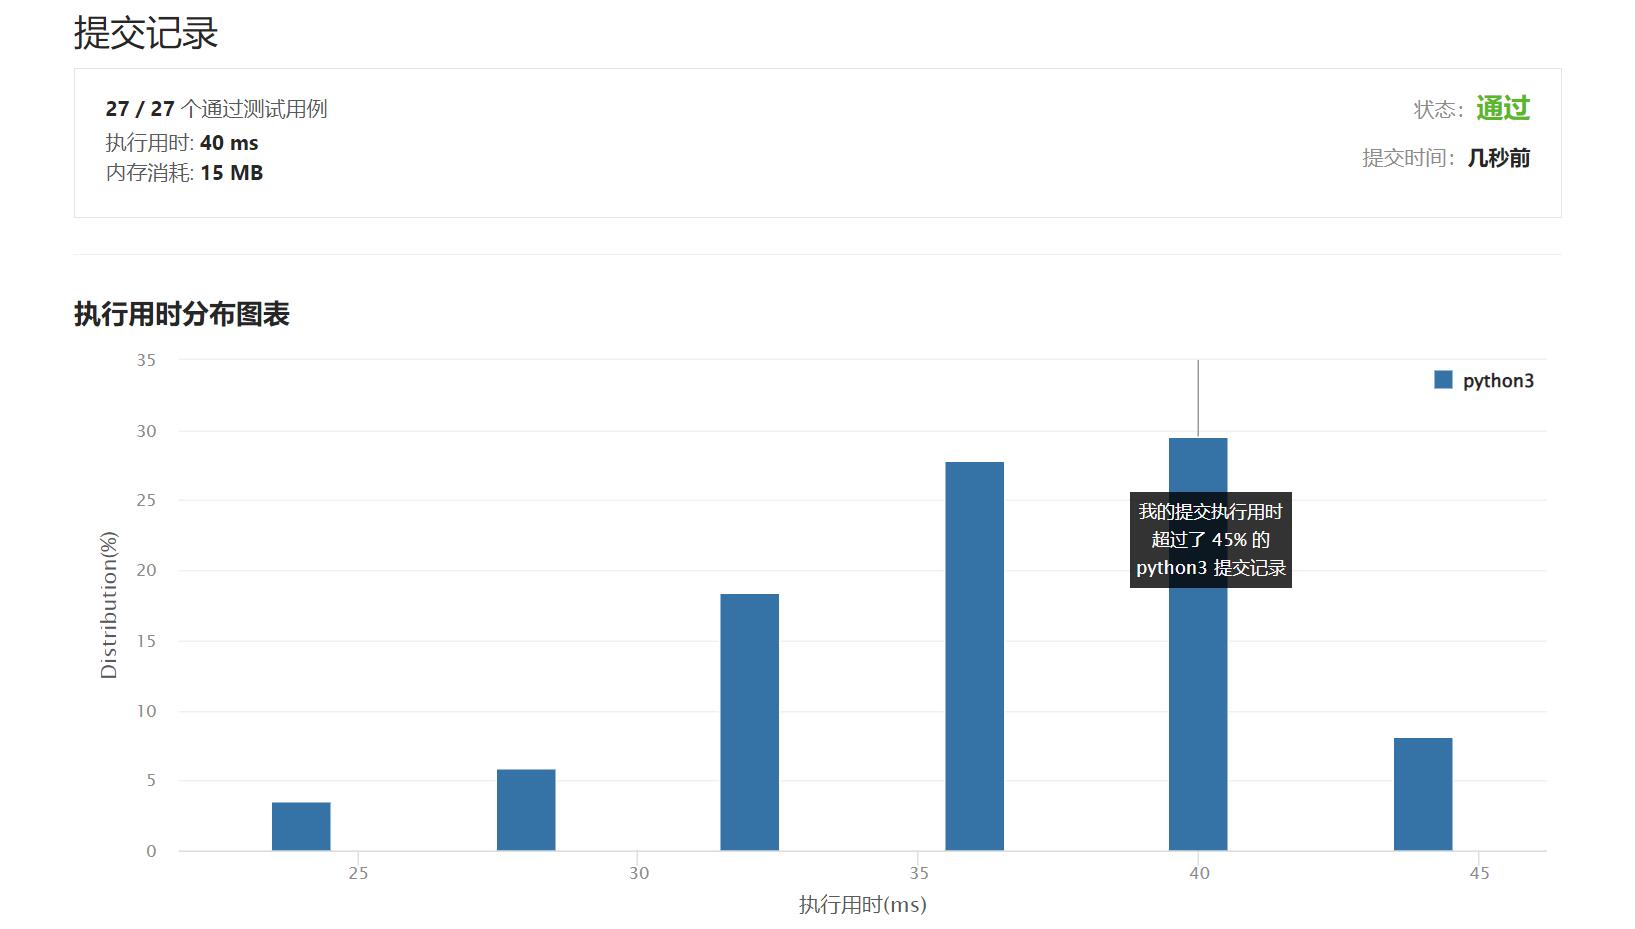 提交记录
27 / 27 个通过测试用例
状态：通过
执行用时: 40 ms
提交时间：几秒前
内存消耗: 15 MB
执行用时分布图表
35
30
25
20
15
10
5
0
Distribution(%)
python3
我的提交执行用时
超过了 45% 的
python3 提交记录
25
30
35
40
45
执行用时(ms)